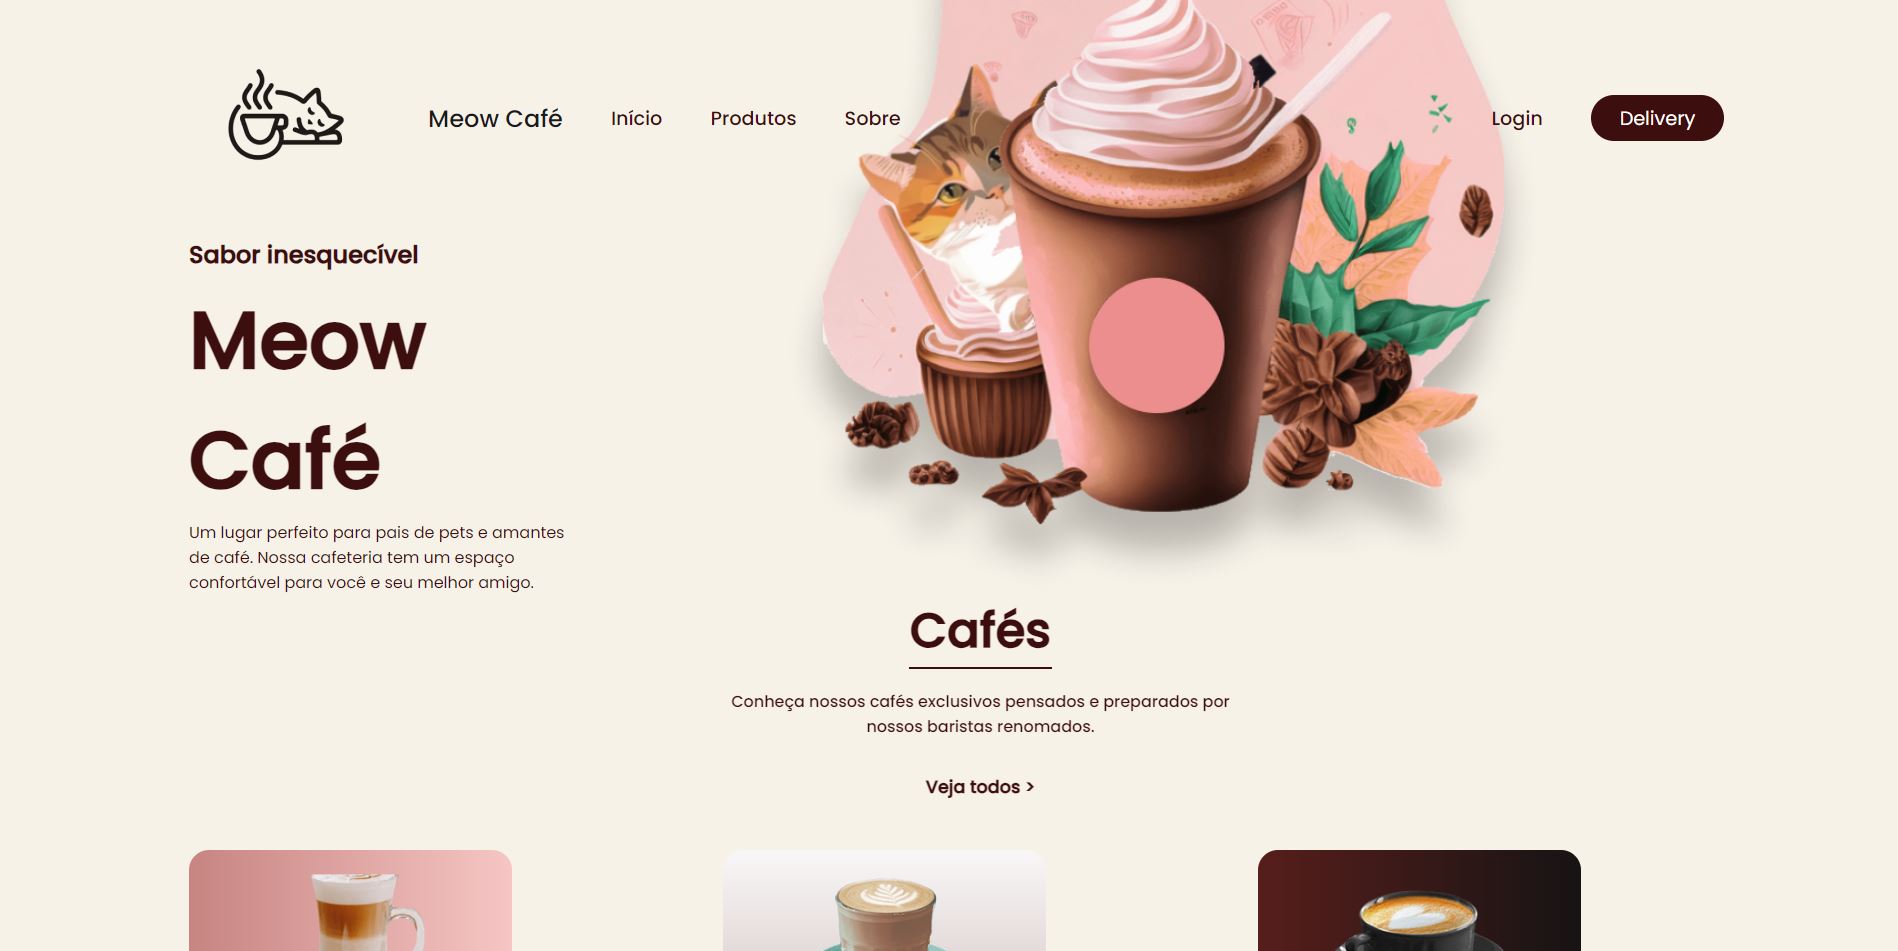 Meow Café
Início
Produtos
Sobre
Login
Delivery
Sabor inesquecível
Meow
Café
Um lugar perfeito para pais de pets e amantes
de café. Nossa cafeteria tem um espaço
confortável para você e seu melhor amigo.
Cafés
Conheça nossos cafés exclusivos pensados e preparados por
nossos baristas renomados.
Veja todos >